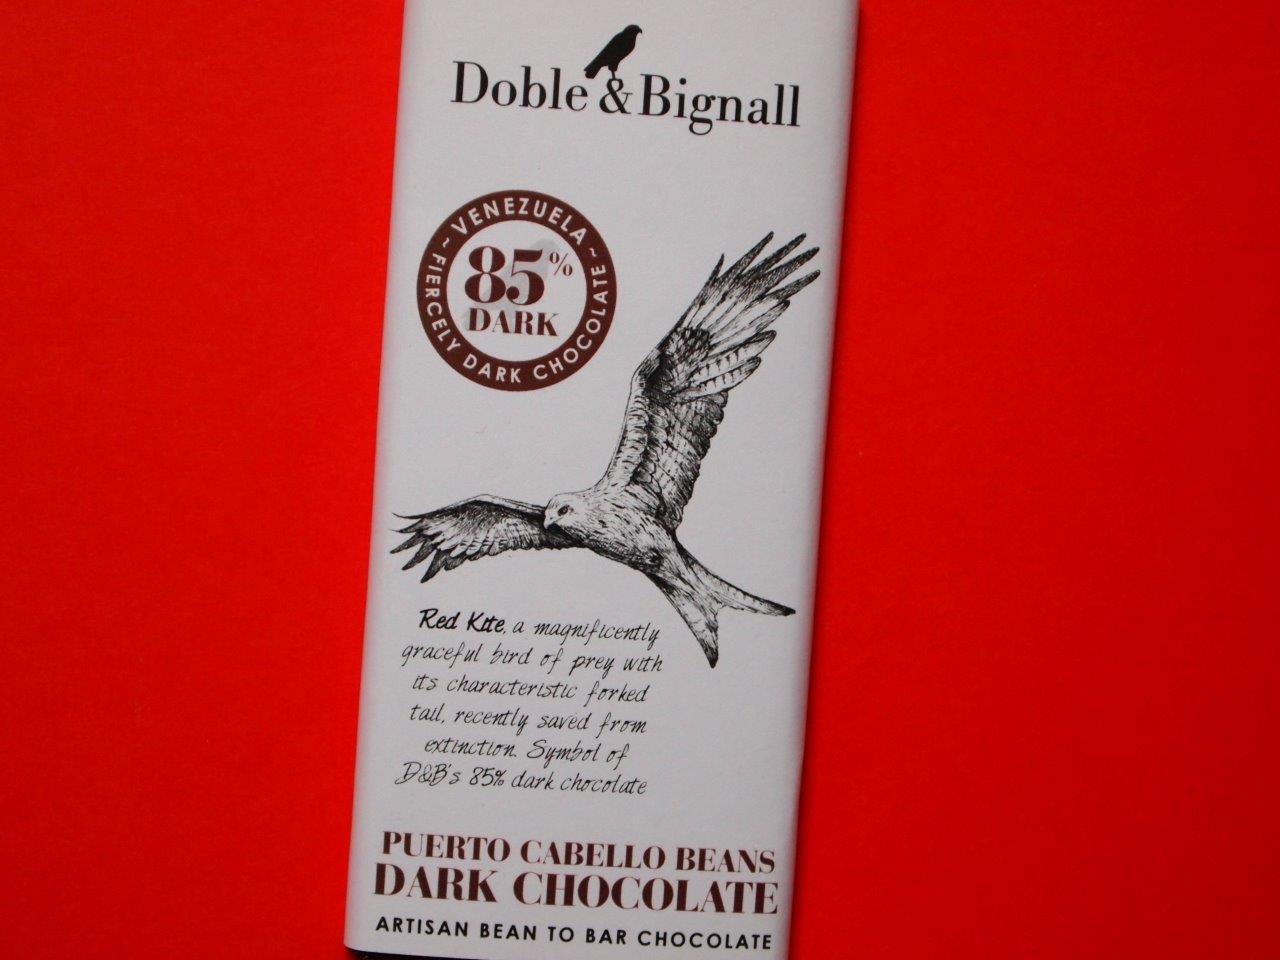 Doble & Bignall
~ VENEZUELA ~
85%
DARK
FIERCELY DARK CHOCOLATE
Red Kite, a magnificently
graceful bird of prey with
its characteristic forked
tail, recently saved from
extinction. Symbol of
D&B's 85% dark chocolate
PUERTO CABELLO BEANS
DARK CHOCOLATE
ARTISAN BEAN TO BAR CHOCOLATE